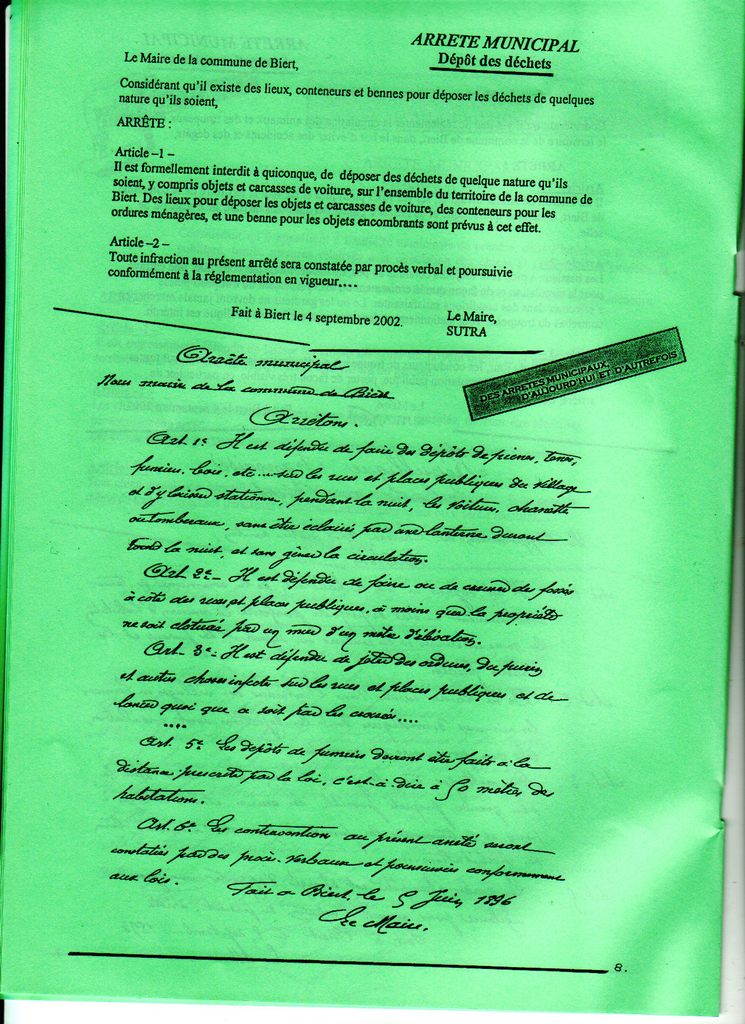 ARRETE MUNICIPAL
Dépôt des déchets
Le Maire de la commune de Biert,
Considérant qu'il existe des lieux, conteneurs et bennes pour déposer les déchets de quelques
nature qu'ils soient,
ARRÊTE :
Article –1 –
Il est formellement interdit à quiconque, de déposer des déchets de quelque nature qu'ils
soient, y compris objets et carcasses de voiture, sur l'ensemble du territoire de la commune de
Biert. Des lieux pour déposer les objets et carcasses de voiture, des conteneurs pour les
ordures ménagères, et une benne pour les objets encombrants sont prévus à cet effet.
Article –2 –
Toute infraction au présent arrêté sera constatée par procès verbal et poursuivie
conformément à la réglementation en vigueur....
Fait à Biert le 4 septembre 2002.
Le Maire,
SUTRA
DES ARRETES MUNICIPAUX,
D'AUJOURD'HUI ET D'AUTREFOIS
Arrêté municipal
Nous maire de la commune de Biert
Arrêtons.
Art. 1e Il est défendu de faire des dépôts de pierres, terres,
fumier, bois, etc... sur les rues et places publiques du village
et d'y laisser stationner, pendant la nuit, les voitures, charrette
ou tombereaux, sans être éclairé par une lanterne durant
toute la nuit, et sans gêner la circulation.
Art. 2e - Il est défendu de faire ou de creuser des fossés
à côté des rues et places publiques, à moins que la propriété
ne soit cloturée par un mur d'un mètre d'élévation.
Art. 3e - Il est défendu de jeter des ordures, du purin
et autres choses infectes sur les rues et places publiques et de
lancer quoi que ce soit par les croisées....
....
Art. 5e Les dépots de fumiers devront être faits à la
distance prescrite par la loi, c'est-à-dire à 50 mètres des
habitations.
Art. 6e Les contraventions au présent arrêté seront
constatées par des procès-verbaux et poursuivies conformément
aux lois.
Fait à Biert, le 5 Juin 1896
Le Maire.
8.